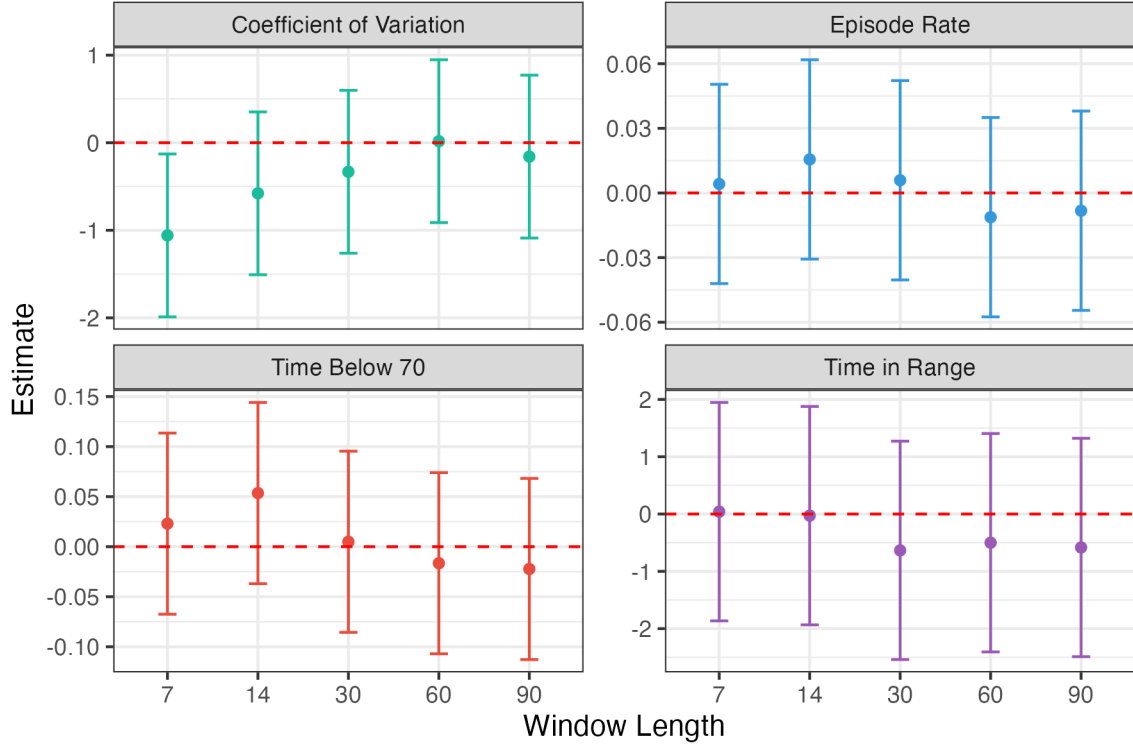 Coefficient of Variation
Episode Rate
1
0
-1
-2
0.06
0.03
0.00
-0.03
-0.06
Estimate
Time Below 70
Time in Range
0.15
0.10
0.05
0.00
-0.05
-0.10
2
1
0
-1
-2
7 14 30 60 90
7 14 30 60 90
Window Length